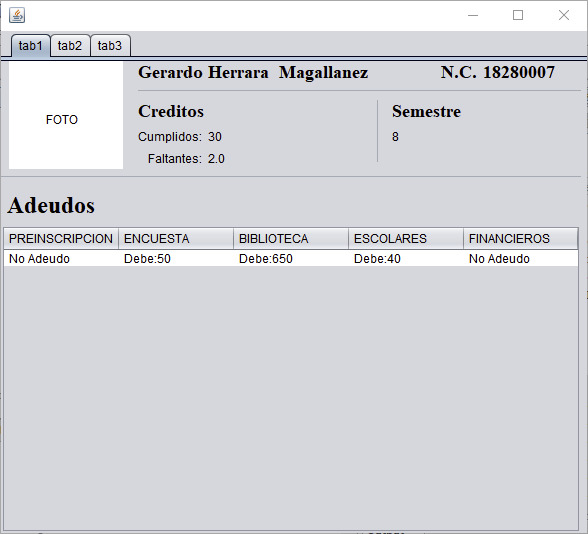 tab1 tab2 tab3
Gerardo Herrara Magallanez N.C. 18280007
FOTO
Creditos Semestre
Cumplidos: 30 8
Faltantes: 2.0
Adeudos
PREINSCRIPCION ENCUESTA BIBLIOTECA ESCOLARES FINANCIEROS
No Adeudo Debe:50 Debe:650 Debe:40 No Adeudo